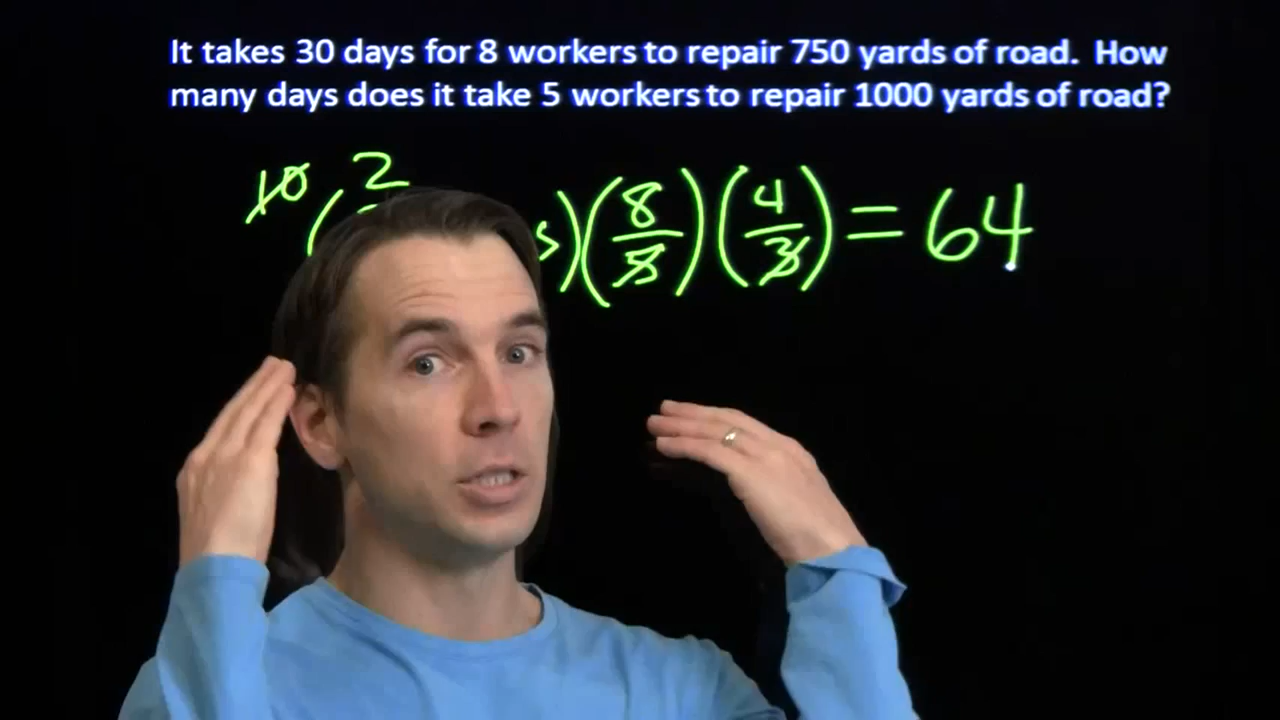 It takes 30 days for 8 workers to repair 750 yards of road. How
many days does it take 5 workers to repair 1000 yards of road?
10 2
( s)(8/5)(4/3) = 64